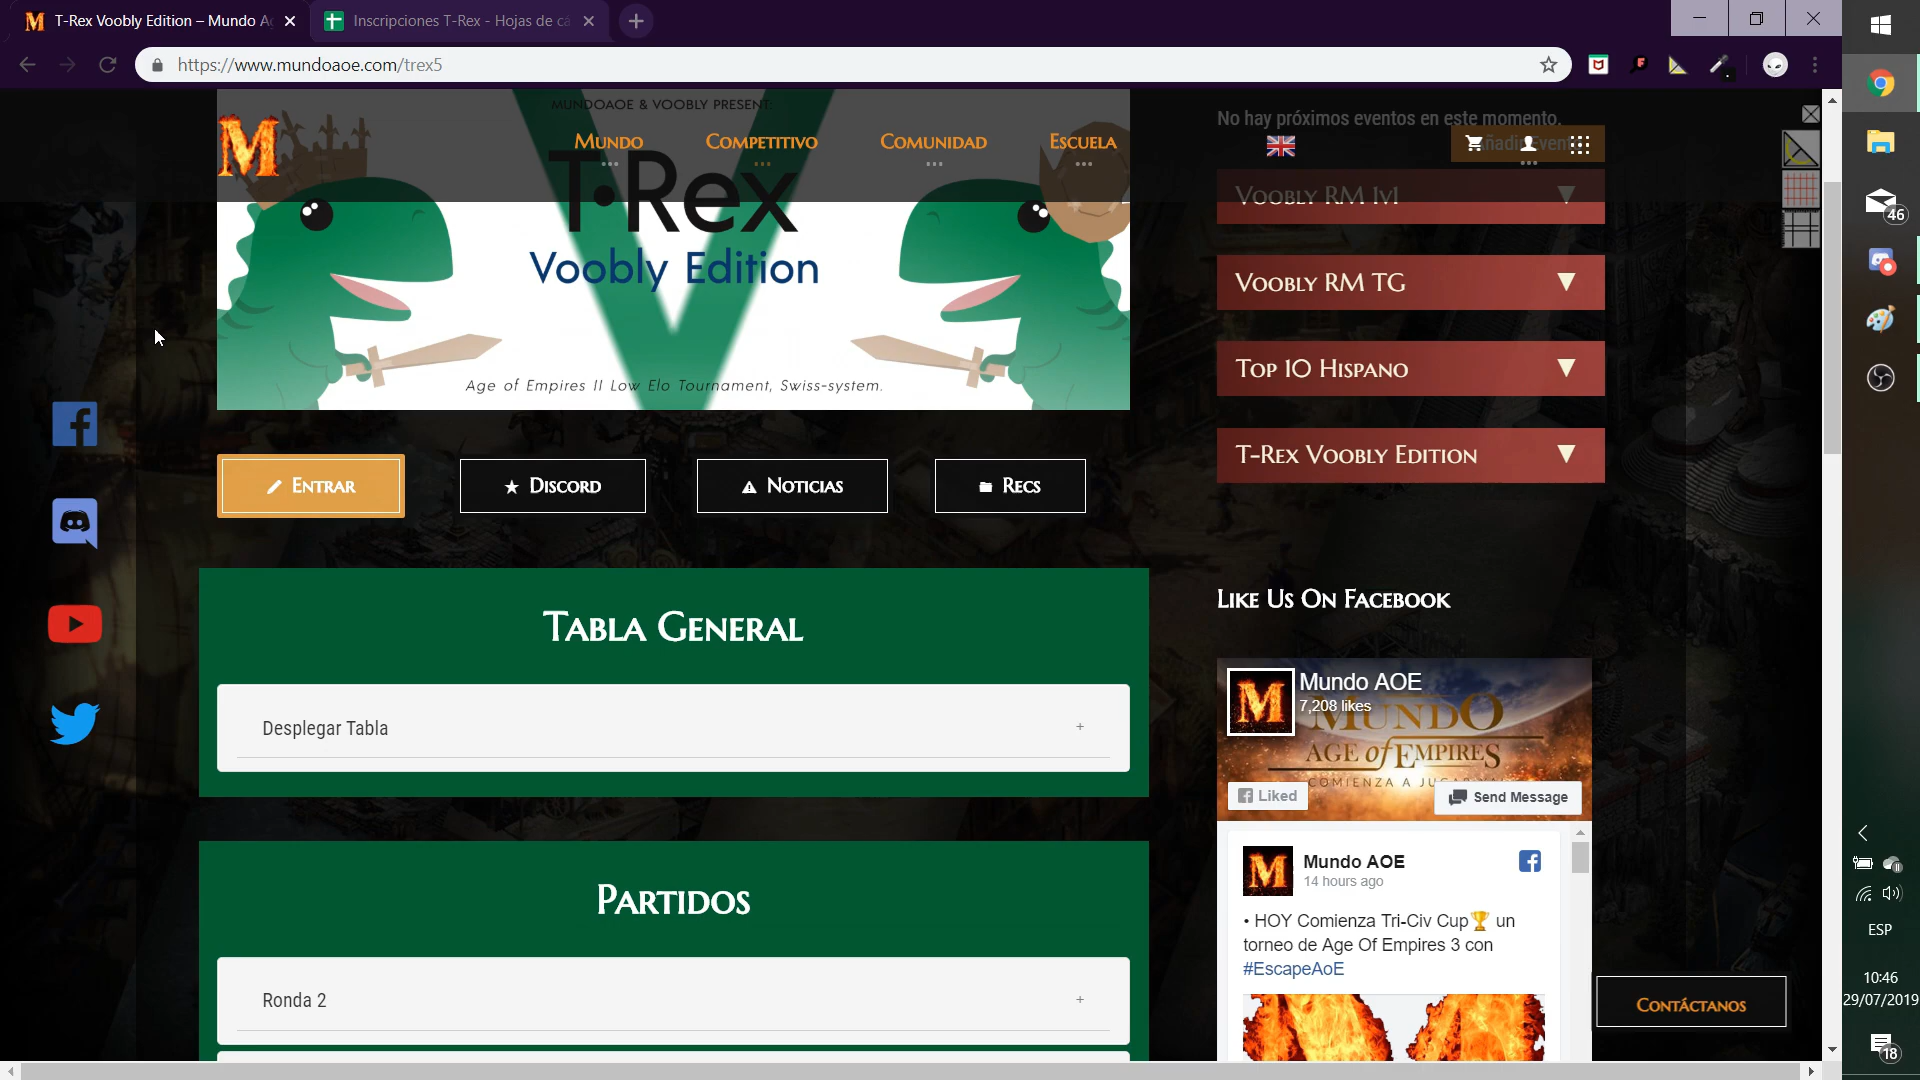 T-Rex Voobly Edition – Mundo A
Inscripciones T-Rex - Hojas de cá
https://www.mundoaoe.com/trex5
MUNDOAOE & VOOBLY PRESENT:
M
Mundo
Competitivo
Comunidad
Escuela
T•Rex
V
Voobly Edition
Age of Empires II Low Elo Tournament, Swiss-system.
No hay próximos eventos en este momento.
Voobly RM 1v1
Voobly RM TG
Top 10 Hispano
T-Rex Voobly Edition
Entrar
Discord
Noticias
Recs
Tabla General
Desplegar Tabla
+
Partidos
Ronda 2
+
Like Us On Facebook
Mundo AOE
7,208 likes
Mundo
Age of Empires
Liked
Send Message
Mundo AOE
14 hours ago
• HOY Comienza Tri-Civ Cup🏆 un
torneo de Age Of Empires 3 con
#EscapeAoE
Contáctanos
46
ESP
10:46
29/07/2019
18